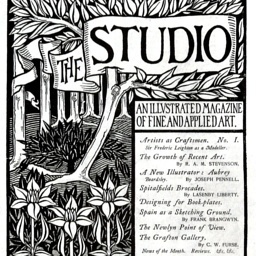 THE STUDIO
AN ILLUSTRATED MAGAZINE
OF FINE AND APPLIED ART.
Artists as Craftsmen. No. I.
Sir Frederic Leighton as a Modeller.
The Growth of Recent Art.
By R. A. M. STEVENSON.
A New Illustrator: Aubrey
Beardsley. By JOSEPH PENNELL.
Spitalfields Brocades.
By LASENBY LIBERTY.
Designing for Book-plates.
Spain as a Sketching Ground.
By FRANK BRANGWYN.
The Newlyn Point of View.
The Grafton Gallery.
By C. W. FURSE.
News of the Month. Reviews. &c., &c.